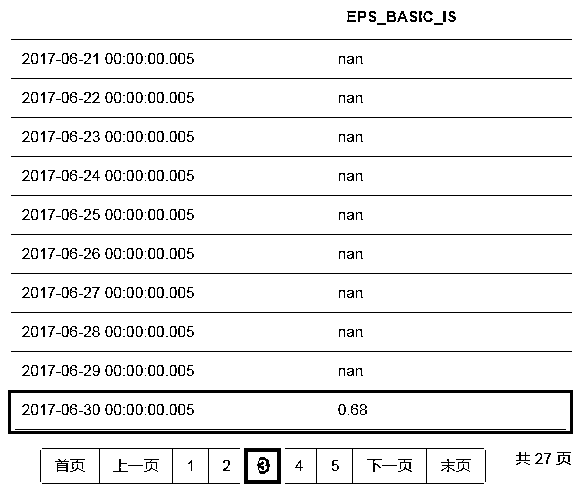 EPS_BASIC_IS
2017-06-21 00:00:00.005 nan
2017-06-22 00:00:00.005 nan
2017-06-23 00:00:00.005 nan
2017-06-24 00:00:00.005 nan
2017-06-25 00:00:00.005 nan
2017-06-26 00:00:00.005 nan
2017-06-27 00:00:00.005 nan
2017-06-28 00:00:00.005 nan
2017-06-29 00:00:00.005 nan
2017-06-30 00:00:00.005 0.68
首页 上一页 1 2 3 4 5 下一页 末页 共 27 页